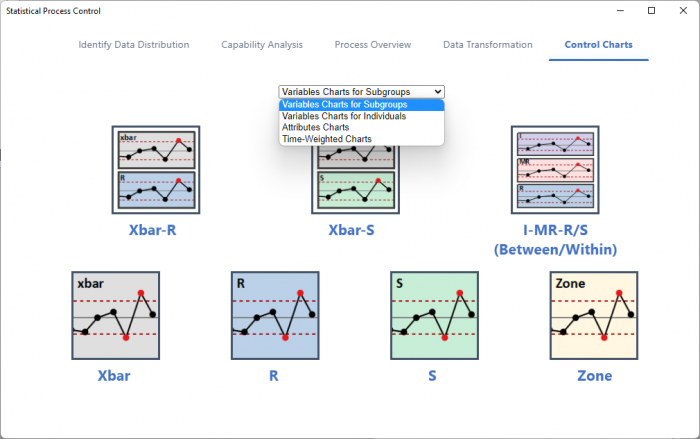 Statistical Process Control
Identify Data Distribution
Capability Analysis
Process Overview
Data Transformation
Control Charts
Variables Charts for Subgroups
Variables Charts for Subgroups
Variables Charts for Individuals
Attributes Charts
Time-Weighted Charts
xbar
R
S
I
MR
R
Xbar-R
Xbar-S
I-MR-R/S
(Between/Within)
xbar
R
S
Zone
Xbar
R
S
Zone